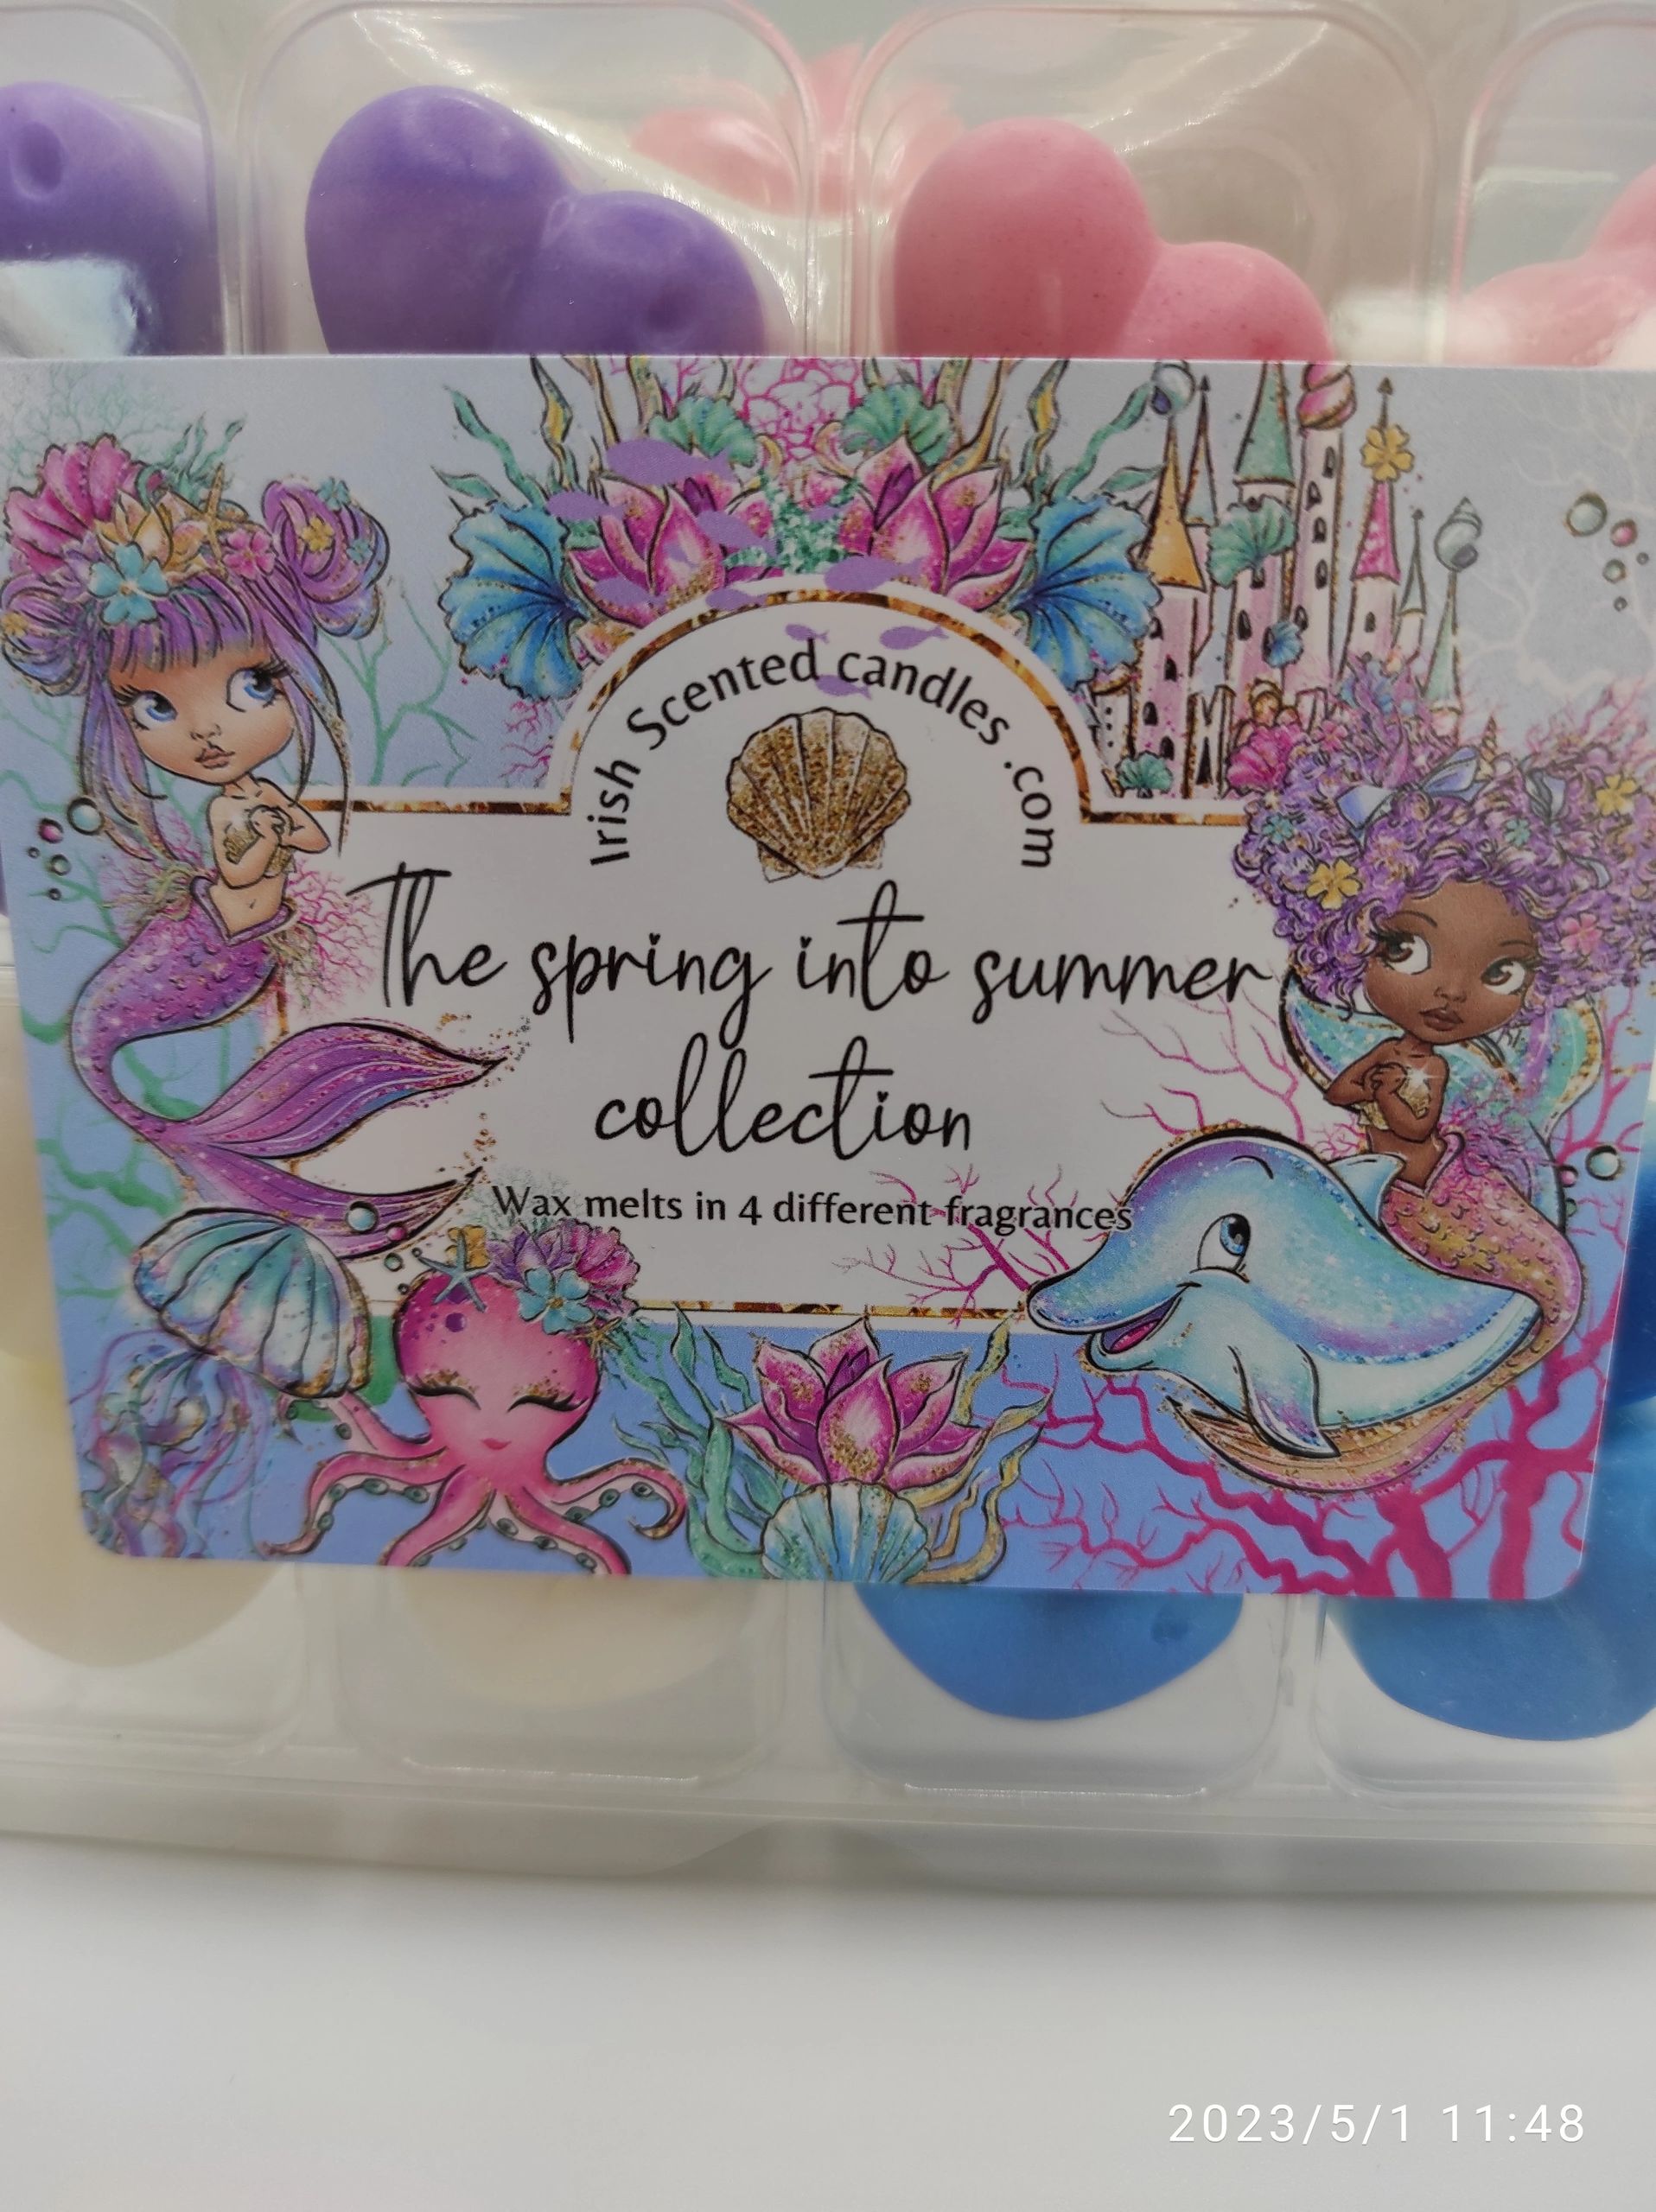 Irish Scented candles .com
The spring into summer
collection
Wax melts in 4 different fragrances
2023/5/1 11:48